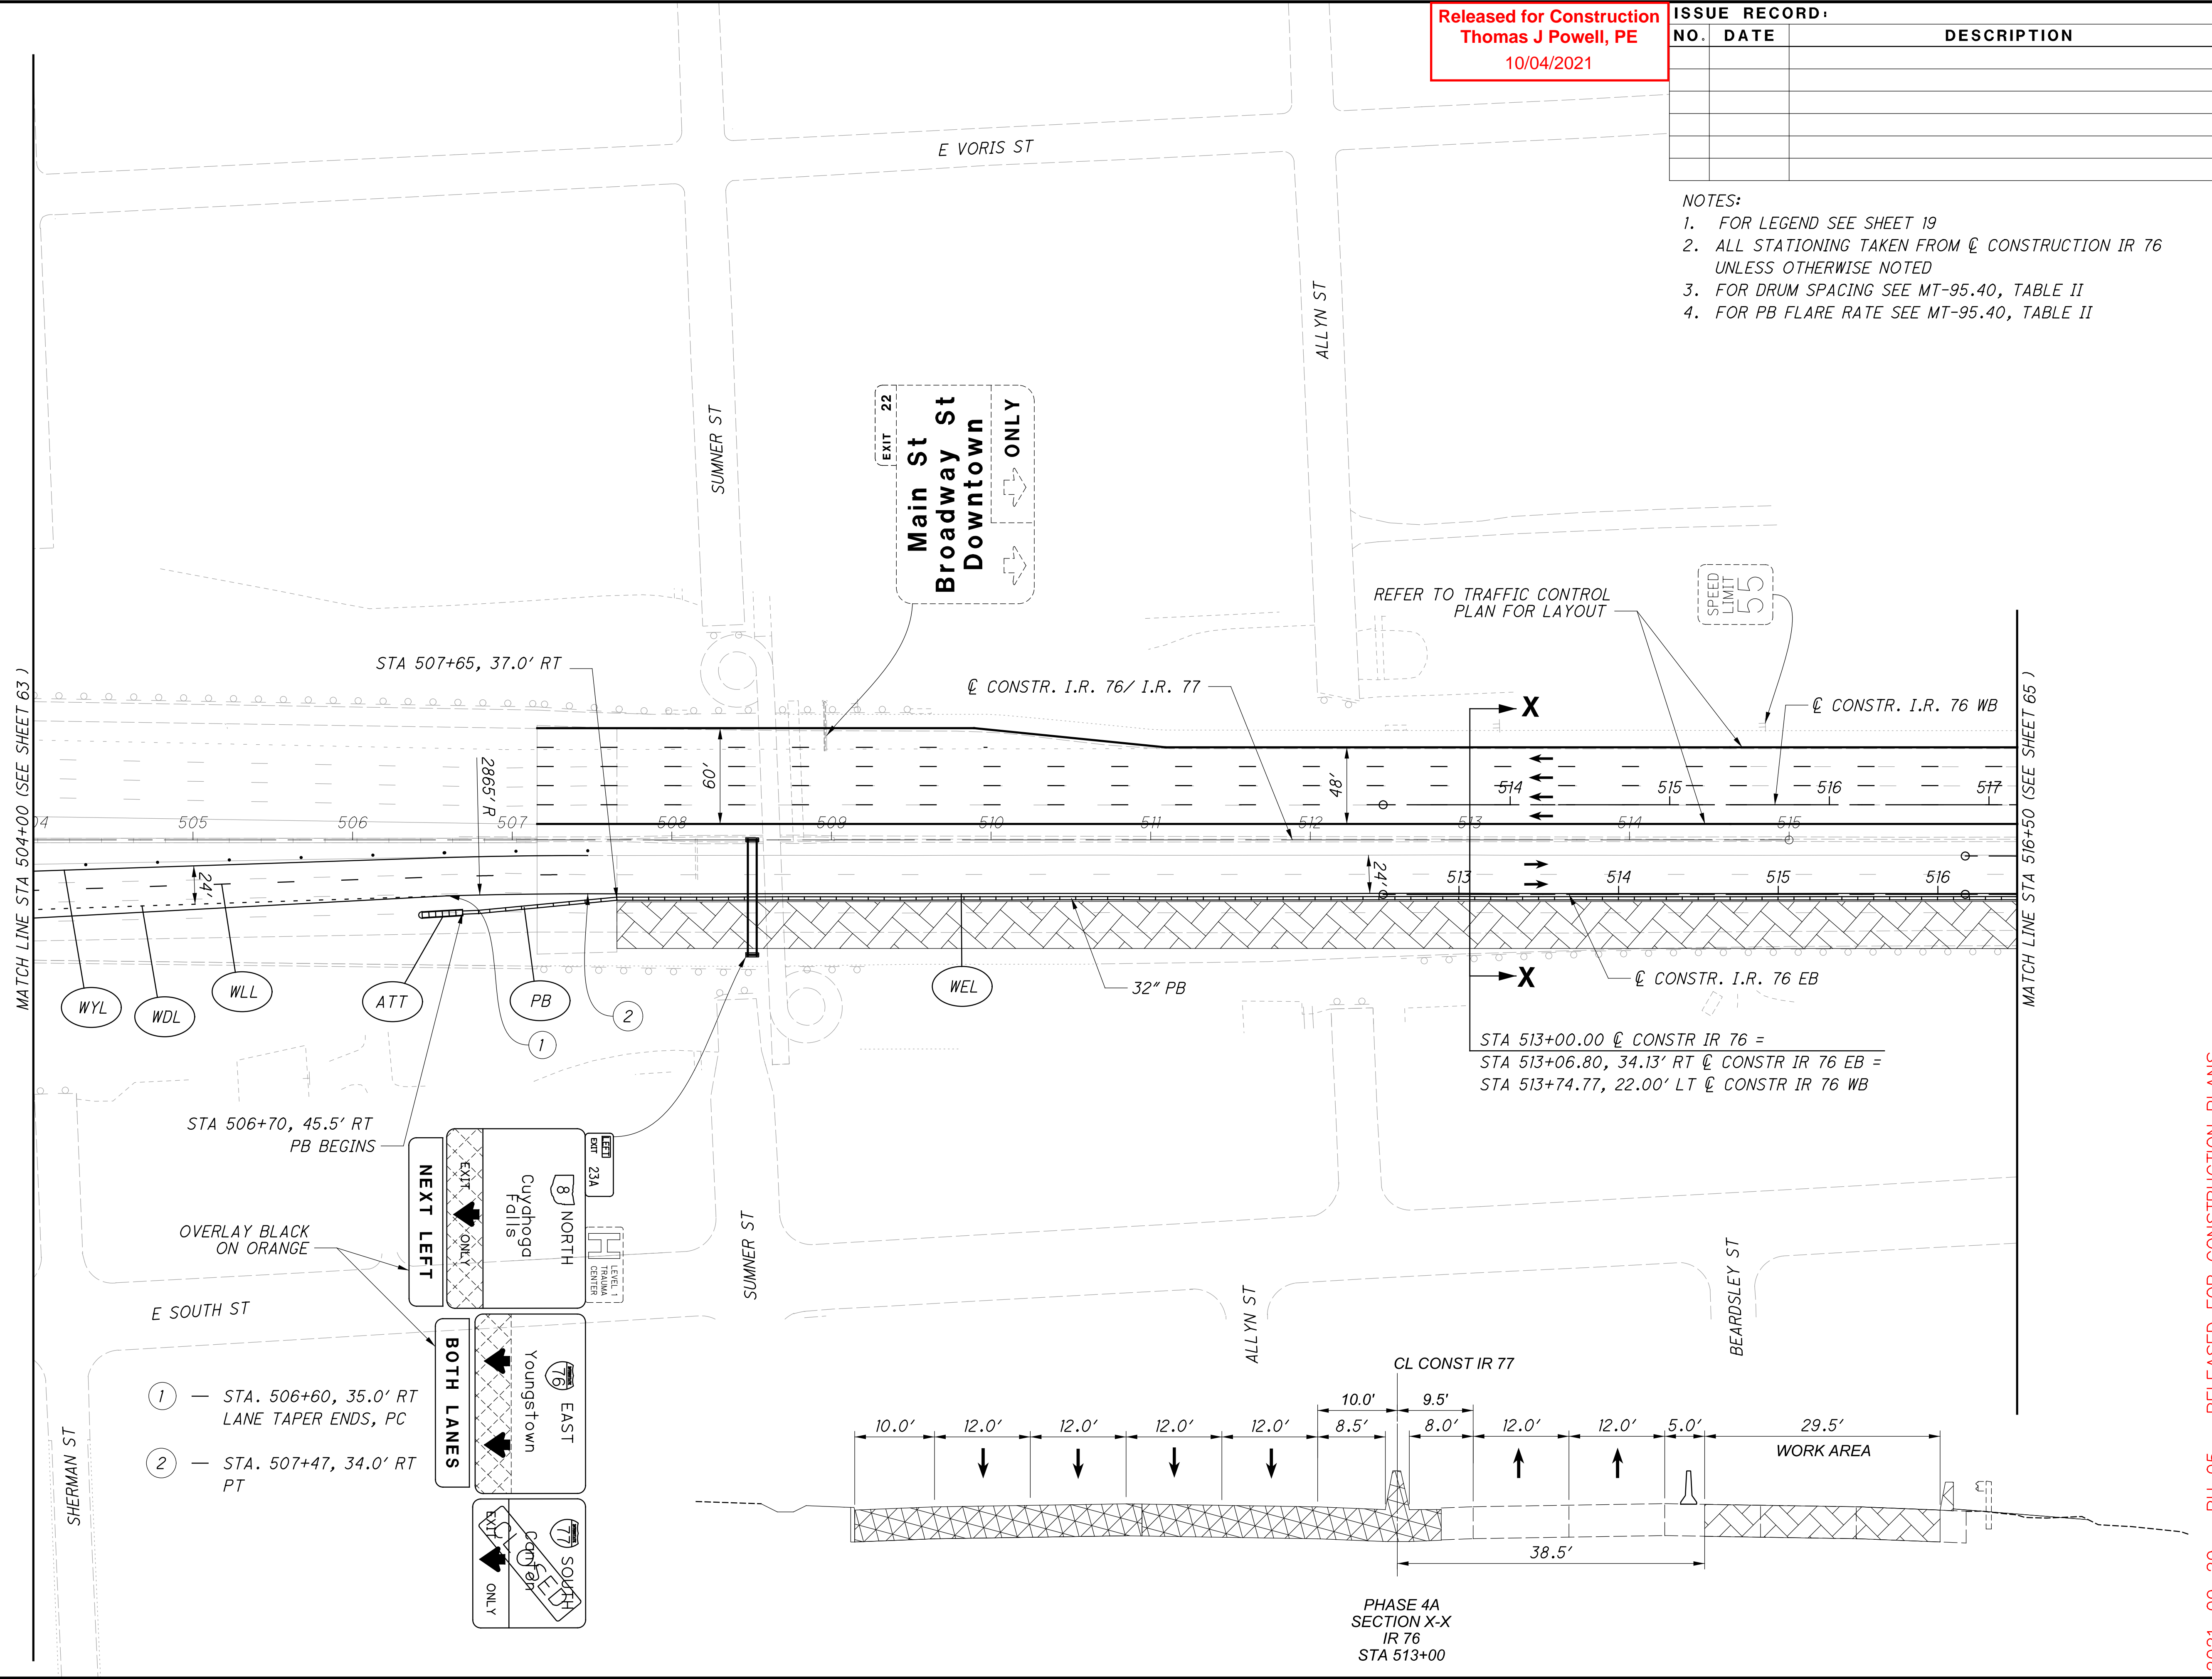 Released for Construction
Thomas J Powell, PE
10/04/2021
ISSUE RECORD:
NO. DATE DESCRIPTION
NOTES:
1. FOR LEGEND SEE SHEET 19
2. ALL STATIONING TAKEN FROM ℄ CONSTRUCTION IR 76
UNLESS OTHERWISE NOTED
3. FOR DRUM SPACING SEE MT-95.40, TABLE II
4. FOR PB FLARE RATE SEE MT-95.40, TABLE II
E VORIS ST
SUMNER ST
ALLYN ST
EXIT 22
Main St
Broadway St
Downtown
ONLY
SPEED
LIMIT
55
REFER TO TRAFFIC CONTROL
PLAN FOR LAYOUT
STA 507+65, 37.0' RT
℄ CONSTR. I.R. 76/ I.R. 77
℄ CONSTR. I.R. 76 WB
X
MATCH LINE STA 504+00 (SEE SHEET 63 )
MATCH LINE STA 516+50 (SEE SHEET 65 )
2865' R
60'
48'
514 515 516 517
04 505 506 507 508 509 510 511 512 513 514 515
24'
24'
513 514 515 516
WYL
WDL
WLL
ATT
PB
WEL
32" PB
1
2
X
℄ CONSTR. I.R. 76 EB
STA 513+00.00 ℄ CONSTR IR 76 =
STA 513+06.80, 34.13' RT ℄ CONSTR IR 76 EB =
STA 513+74.77, 22.00' LT ℄ CONSTR IR 76 WB
STA 506+70, 45.5' RT
PB BEGINS
LEFT
EXIT 23A
8 NORTH
Cuyahoga
Falls
EXIT ONLY
NEXT LEFT
H
LEVEL 1
TRAUMA
CENTER
OVERLAY BLACK
ON ORANGE
76 EAST
Youngstown
BOTH LANES
77 SOUTH
Canton
CLOSED
EXIT ONLY
E SOUTH ST
SHERMAN ST
SUMNER ST
ALLYN ST
BEARDSLEY ST
1 — STA. 506+60, 35.0' RT
LANE TAPER ENDS, PC
2 — STA. 507+47, 34.0' RT
PT
CL CONST IR 77
10.0' 9.5'
10.0' 12.0' 12.0' 12.0' 12.0' 8.5' 8.0' 12.0' 12.0' 5.0' 29.5'
WORK AREA
38.5'
PHASE 4A
SECTION X-X
IR 76
STA 513+00